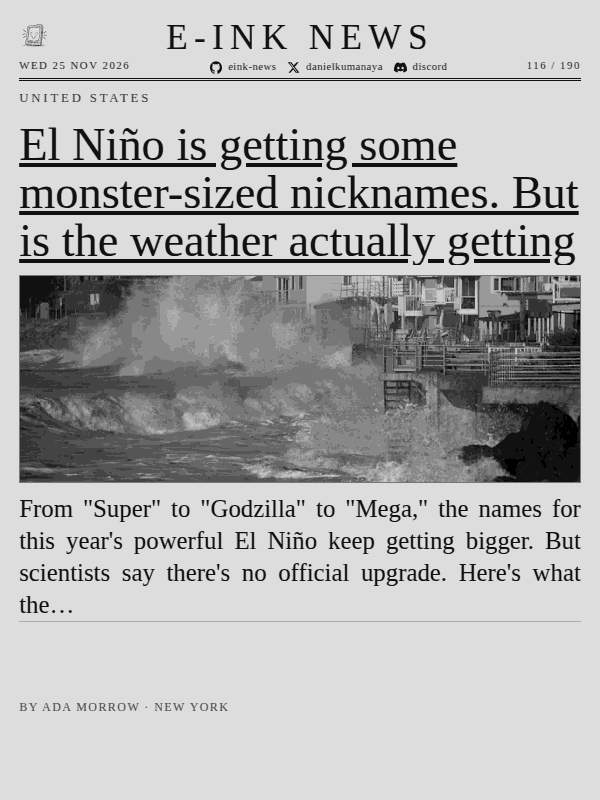 E-INK NEWS
WED 25 NOV 2026
eink-news
danielkumanaya
discord
116 / 190
UNITED STATES
El Niño is getting some
monster-sized nicknames. But
is the weather actually getting
From "Super" to "Godzilla" to "Mega," the names for
this year's powerful El Niño keep getting bigger. But
scientists say there's no official upgrade. Here's what
the…
BY ADA MORROW · NEW YORK